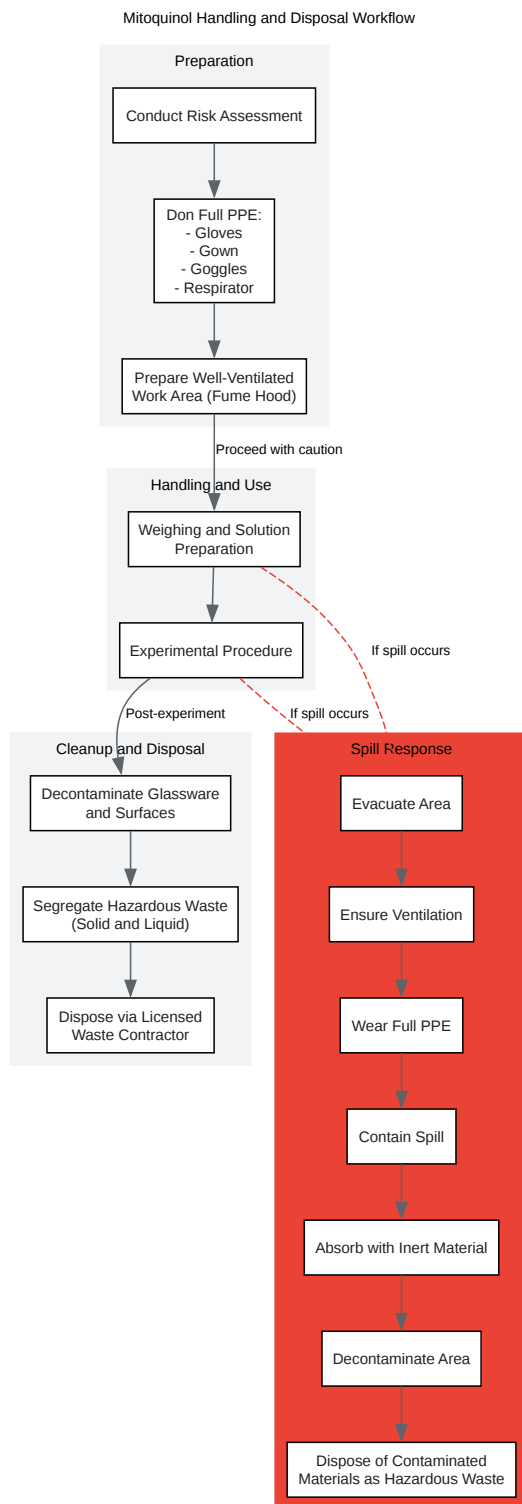 Mitoquinol Handling and Disposal Workflow
Preparation
Conduct Risk Assessment
Don Full PPE:
- Gloves
- Gown
- Goggles
- Respirator
Prepare Well-Ventilated
Work Area (Fume Hood)
Proceed with caution
Handling and Use
Weighing and Solution
Preparation
If spill occurs
Experimental Procedure
Post-experiment
If spill occurs
Cleanup and Disposal
Decontaminate Glassware
and Surfaces
Segregate Hazardous Waste
(Solid and Liquid)
Dispose via Licensed
Waste Contractor
Spill Response
Evacuate Area
Ensure Ventilation
Wear Full PPE
Contain Spill
Absorb with Inert Material
Decontaminate Area
Dispose of Contaminated
Materials as Hazardous Waste